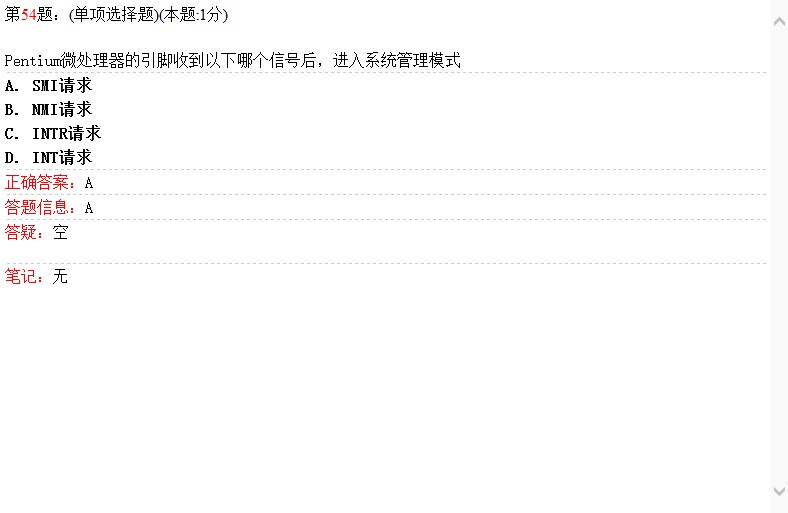 第54题：(单项选择题)(本题:1分)
Pentium微处理器的引脚收到以下哪个信号后，进入系统管理模式
A. SMI请求
B. NMI请求
C. INTR请求
D. INT请求
正确答案：A
答题信息：A
答疑：空
笔记：无